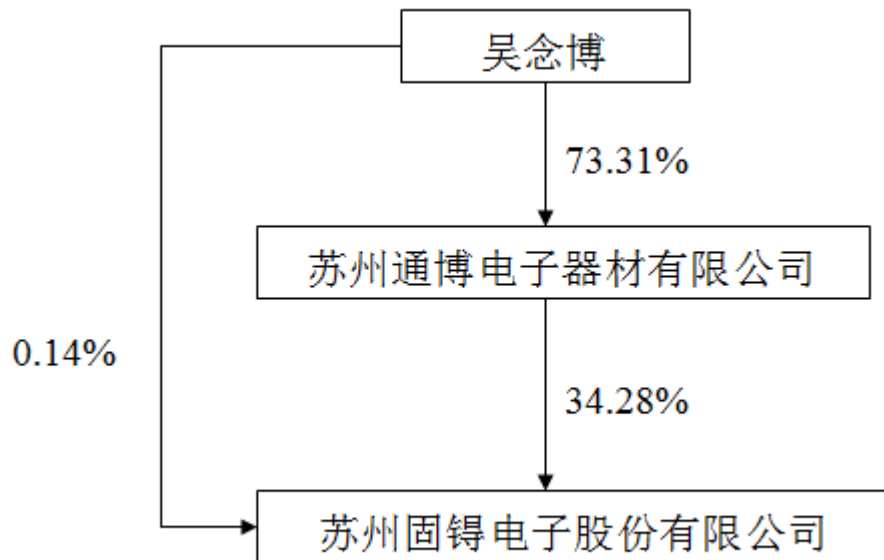 吴念博
73.31%
苏州通博电子器材有限公司
0.14%
34.28%
苏州固锝电子股份有限公司